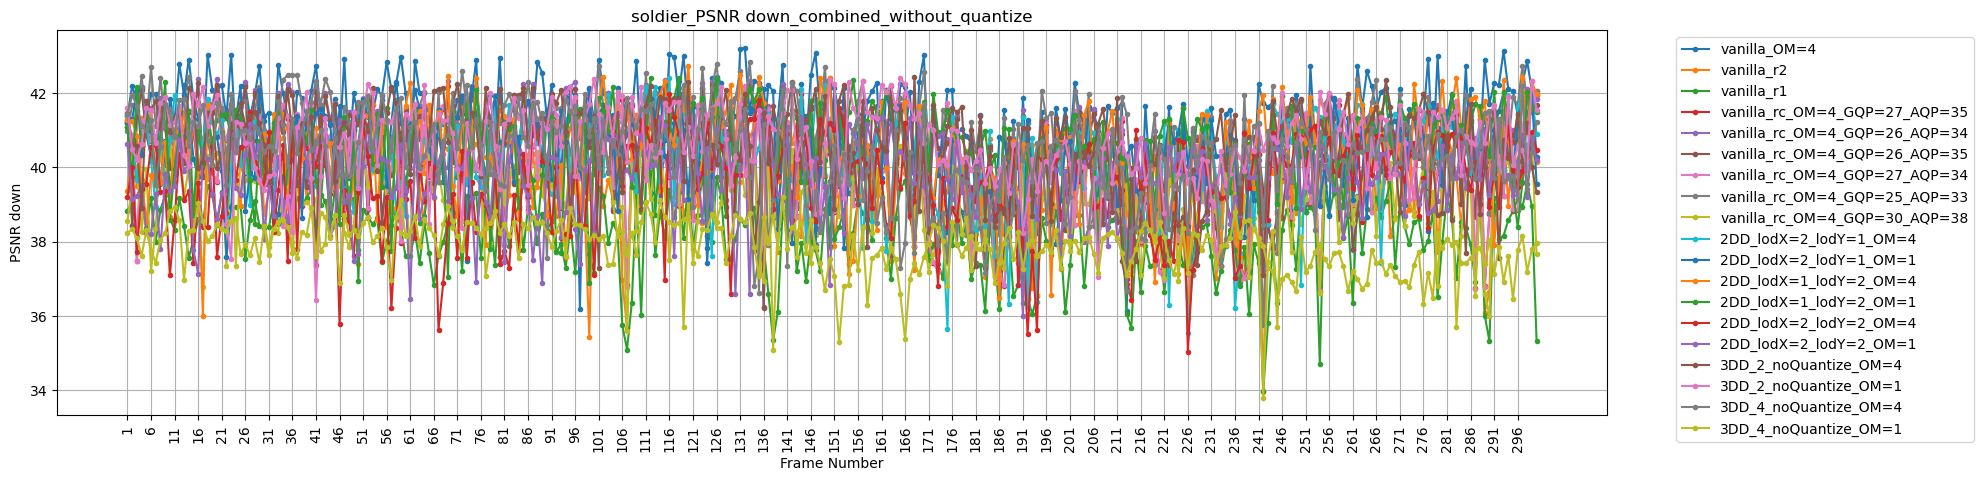 soldier_PSNR down_combined_without_quantize
PSNR down
42
40
38
36
34
1 6 11 16 21 26 31 36 41 46 51 56 61 66 71 76 81 86 91 96 101 106 111 116 121 126 131 136 141 146 151 156 161 166 171 176 181 186 191 196 201 206 211 216 221 226 231 236 241 246 251 256 261 266 271 276 281 286 291 296
Frame Number
vanilla_OM=4
vanilla_r2
vanilla_r1
vanilla_rc_OM=4_GQP=27_AQP=35
vanilla_rc_OM=4_GQP=26_AQP=34
vanilla_rc_OM=4_GQP=26_AQP=35
vanilla_rc_OM=4_GQP=27_AQP=34
vanilla_rc_OM=4_GQP=25_AQP=33
vanilla_rc_OM=4_GQP=30_AQP=38
2DD_lodX=2_lodY=1_OM=4
2DD_lodX=2_lodY=1_OM=1
2DD_lodX=1_lodY=2_OM=4
2DD_lodX=1_lodY=2_OM=1
2DD_lodX=2_lodY=2_OM=4
2DD_lodX=2_lodY=2_OM=1
3DD_2_noQuantize_OM=4
3DD_2_noQuantize_OM=1
3DD_4_noQuantize_OM=4
3DD_4_noQuantize_OM=1